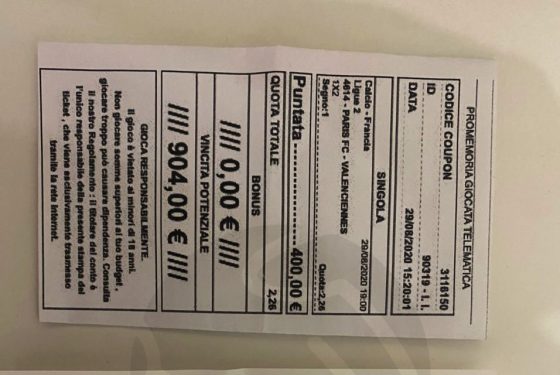 PROMEMORIA GIOCATA TELEMATICA
CODICE COUPON 3116150
ID 90319 - I. I.
DATA 29/08/2020 15:20:01
SINGOLA
Calcio - Francia 29/08/2020 19:00
Ligue 2
4614 - PARIS FC - VALENCIENNES
1X2
Segno:1 Quota:2,26
Puntata 400,00 €
QUOTA TOTALE 2,26
BONUS
//// 0,00 € ////
VINCITA POTENZIALE
//// 904,00 € ////
GIOCA RESPONSABILMENTE.
Il gioco è vietato ai minori di 18 anni.
Non giocare somme superiori al tuo budget,
giocare troppo può causare dipendenza. Consulta
il nostro Regolamento : il titolare del conto è
l'unico responsabile della presente stampa del
ticket , che viene esclusivamente trasmesso
tramite la rete Internet.